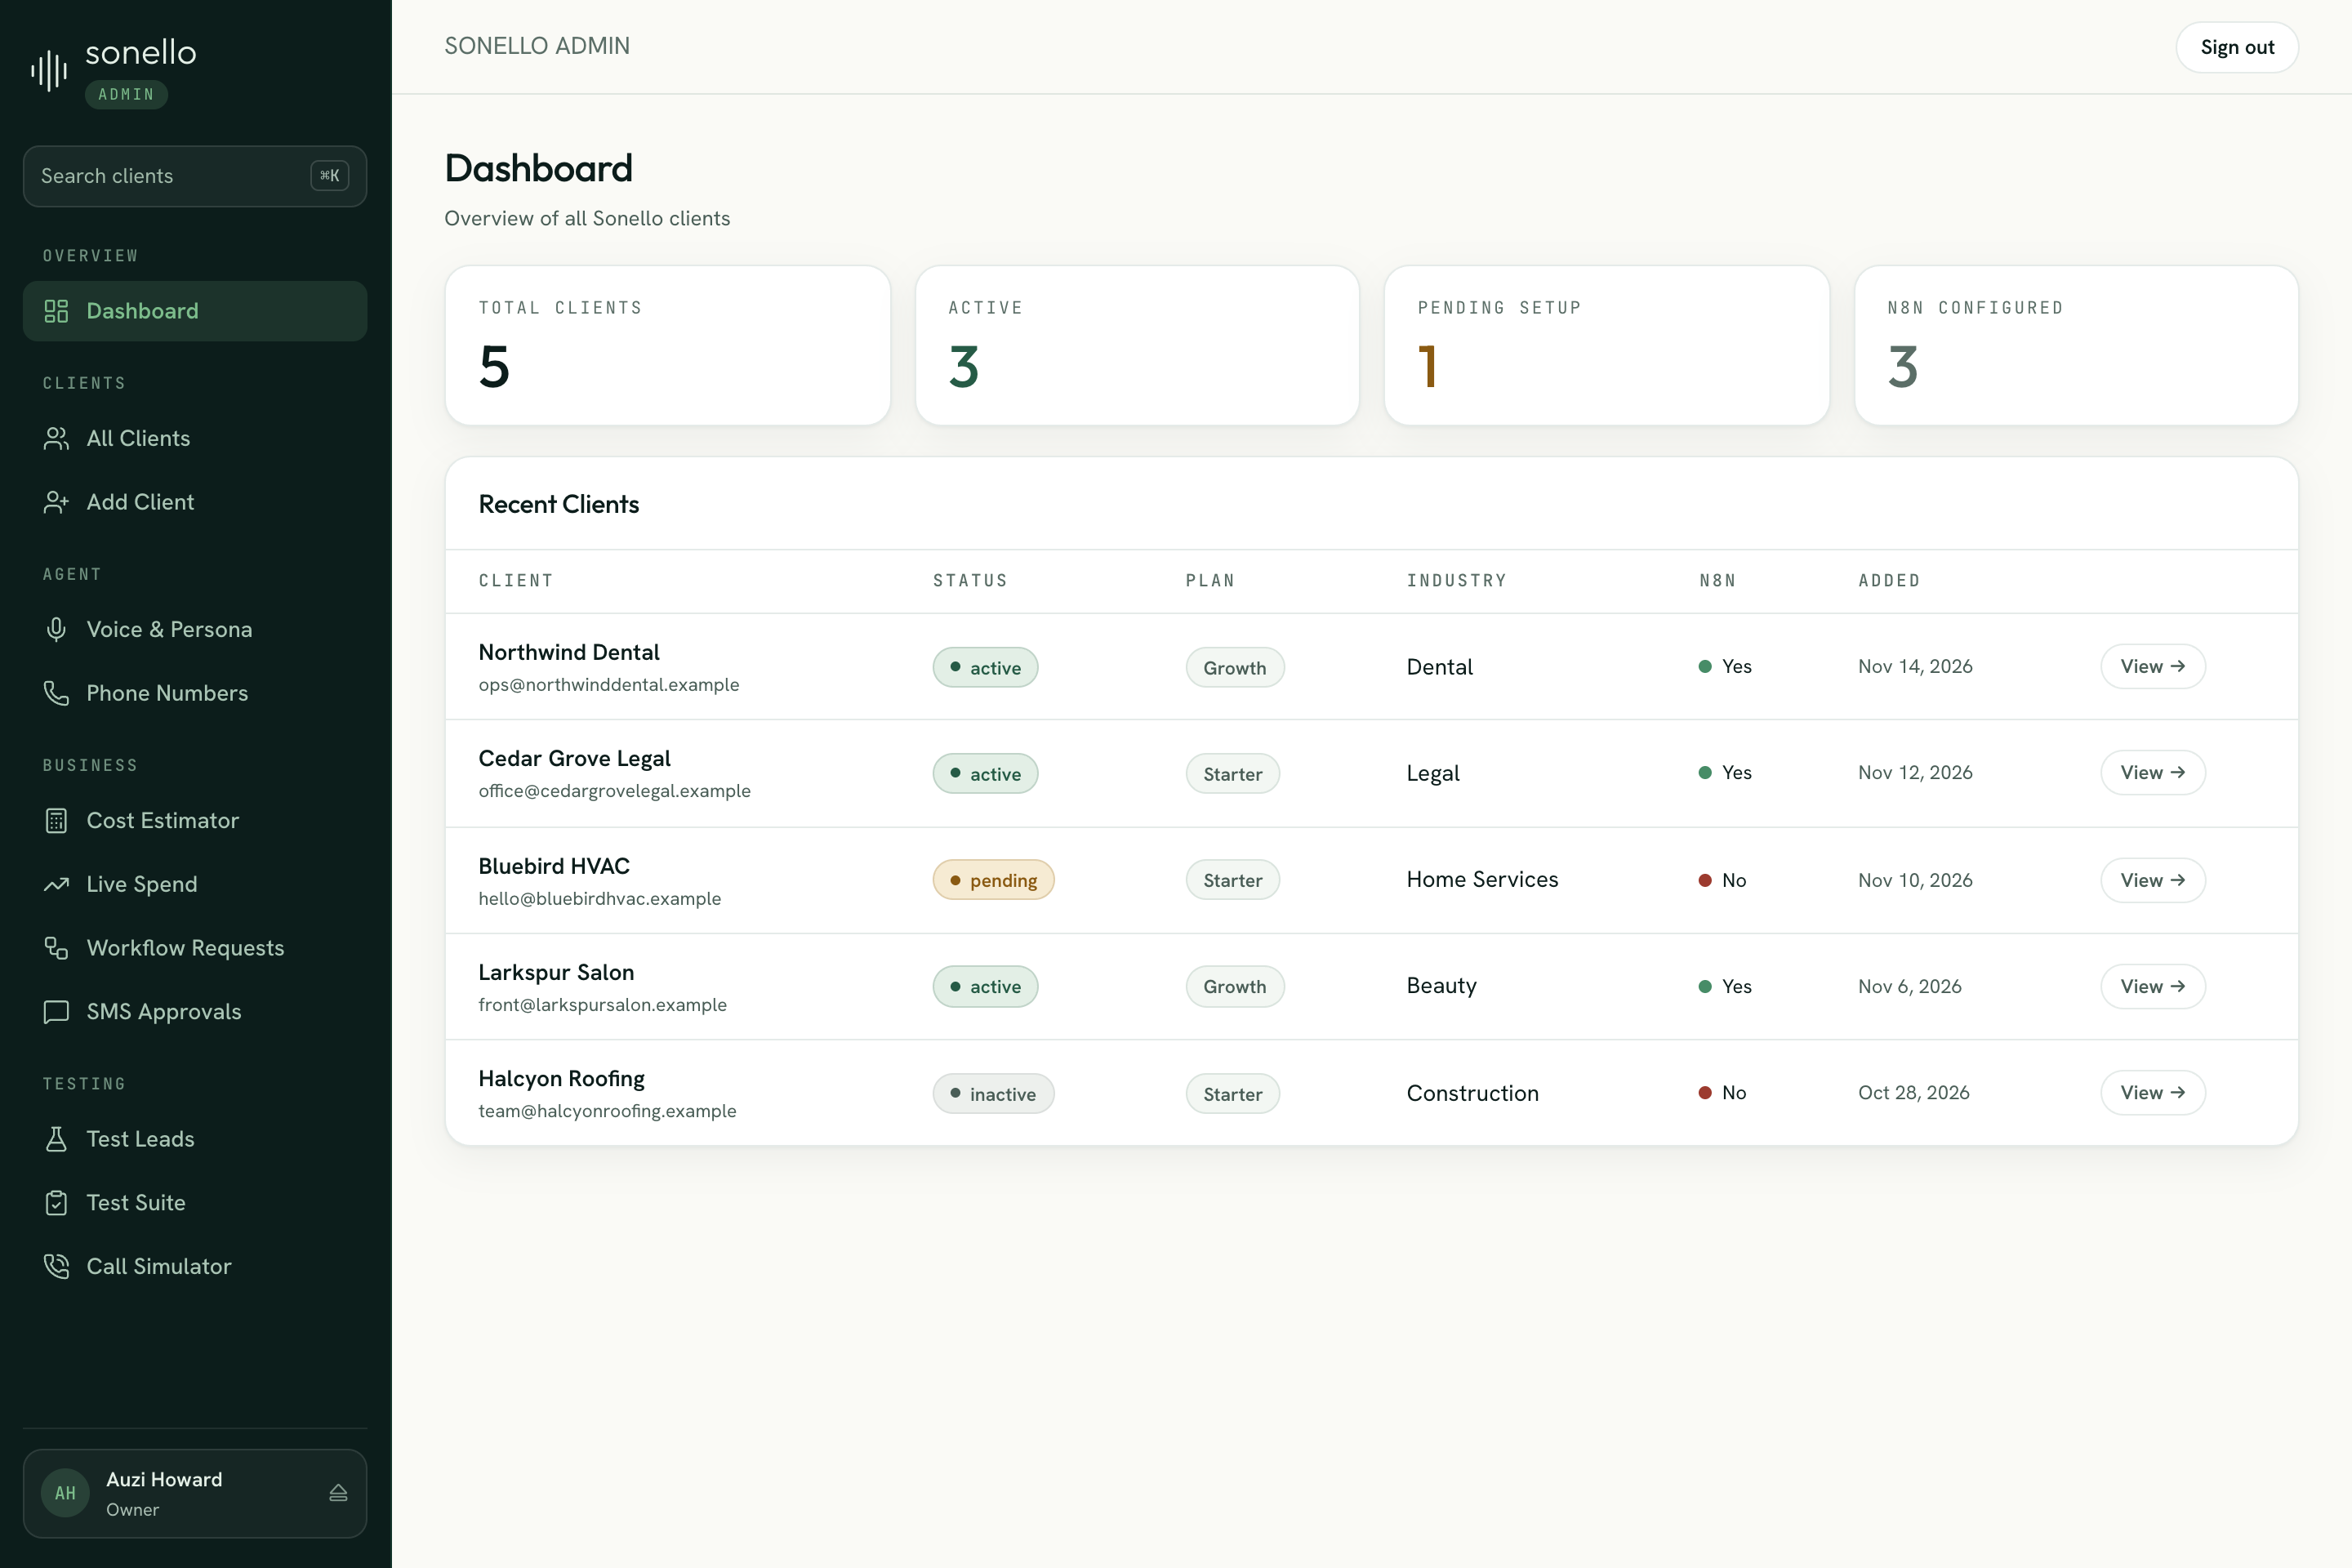 sonello
ADMIN
Search clients ⌘K
OVERVIEW
Dashboard
CLIENTS
All Clients
Add Client
AGENT
Voice & Persona
Phone Numbers
BUSINESS
Cost Estimator
Live Spend
Workflow Requests
SMS Approvals
TESTING
Test Leads
Test Suite
Call Simulator
AH
Auzi Howard
Owner
SONELLO ADMIN
Sign out
Dashboard
Overview of all Sonello clients
TOTAL CLIENTS
5
ACTIVE
3
PENDING SETUP
1
N8N CONFIGURED
3
Recent Clients
CLIENT STATUS PLAN INDUSTRY N8N ADDED
Northwind Dental
ops@northwinddental.example
active Growth Dental Yes Nov 14, 2026 View →
Cedar Grove Legal
office@cedargrovelegal.example
active Starter Legal Yes Nov 12, 2026 View →
Bluebird HVAC
hello@bluebirdhvac.example
pending Starter Home Services No Nov 10, 2026 View →
Larkspur Salon
front@larkspursalon.example
active Growth Beauty Yes Nov 6, 2026 View →
Halcyon Roofing
team@halcyonroofing.example
inactive Starter Construction No Oct 28, 2026 View →